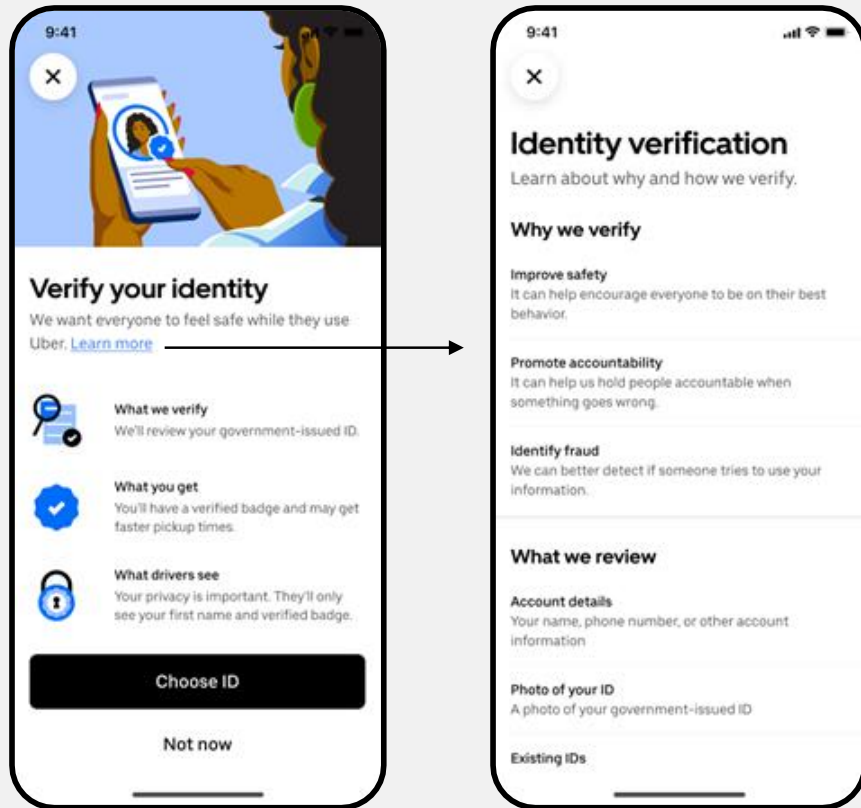 9:41
Verify your identity
We want everyone to feel safe while they use
Uber. Learn more
What we verify
We'll review your government-issued ID.
What you get
You'll have a verified badge and may get
faster pickup times.
What drivers see
Your privacy is important. They'll only
see your first name and verified badge.
Choose ID
Not now
9:41
Identity verification
Learn about why and how we verify.
Why we verify
Improve safety
It can help encourage everyone to be on their best
behavior.
Promote accountability
It can help us hold people accountable when
something goes wrong.
Identify fraud
We can better detect if someone tries to use your
information.
What we review
Account details
Your name, phone number, or other account
information
Photo of your ID
A photo of your government-issued ID
Existing IDs